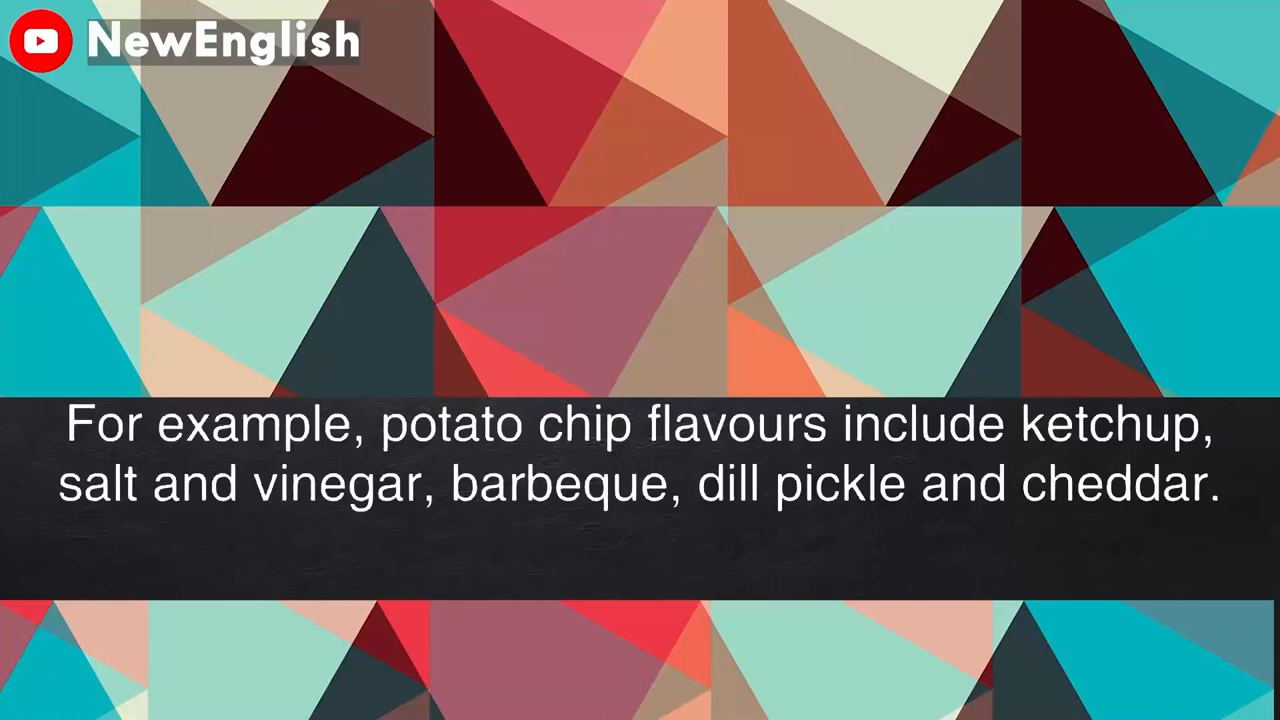 NewEnglish
For example, potato chip flavours include ketchup,
salt and vinegar, barbeque, dill pickle and cheddar.